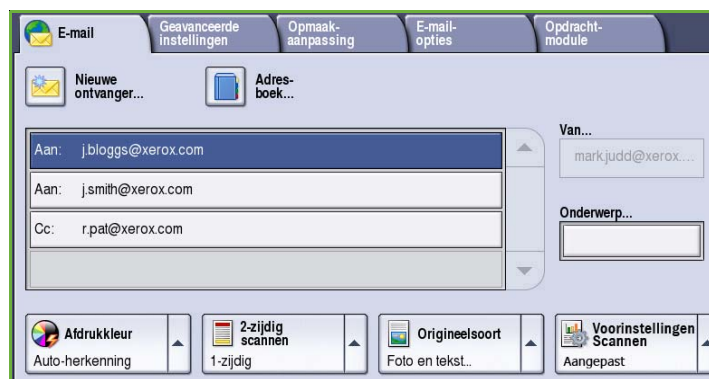 E-mail
Geavanceerde
instellingen
Opmaak-
aanpassing
E-mail-
opties
Opdracht-
module
Nieuwe
ontvanger...
Adres-
boek...
Aan: j.bloggs@xerox.com
Aan: j.smith@xerox.com
Cc: r.pat@xerox.com
Van...
mark.judd@xerox....
Onderwerp...
Afdrukkleur
Auto-herkenning
2-zijdig
scannen
1-zijdig
Origineelsoort
Foto en tekst...
Voorinstellingen
Scannen
Aangepast